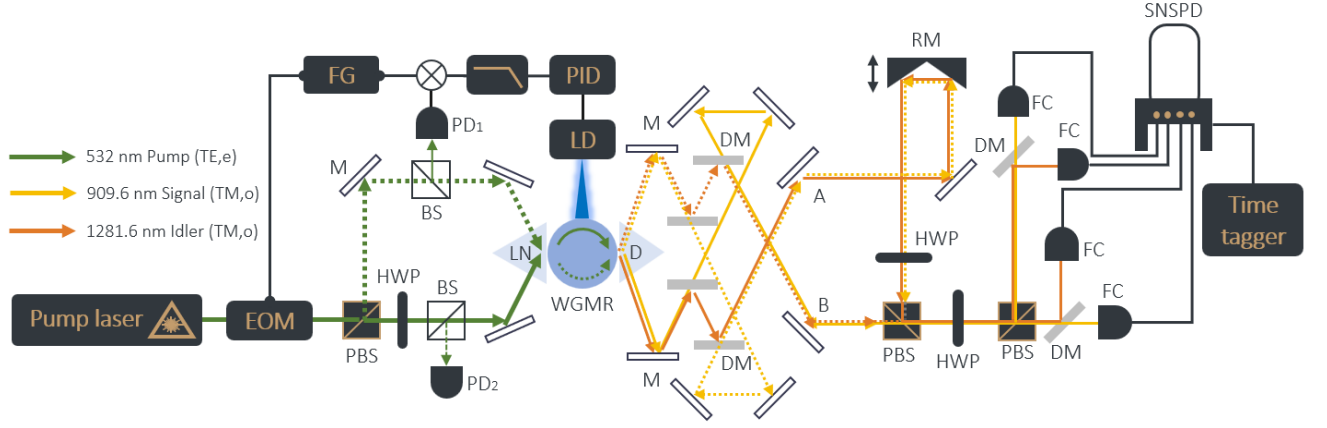 SNSPD
RM
FG
PID
FC
PD1
M
LD
M
DM
DM
FC
532 nm Pump (TE,e)
M
BS
A
909.6 nm Signal (TM,o)
Time
tagger
1281.6 nm Idler (TM,o)
LN
D
HWP
FC
HWP
BS
WGMR
FC
Pump laser
EOM
B
PBS
PBS
HWP
PBS
DM
DM
M
PD2